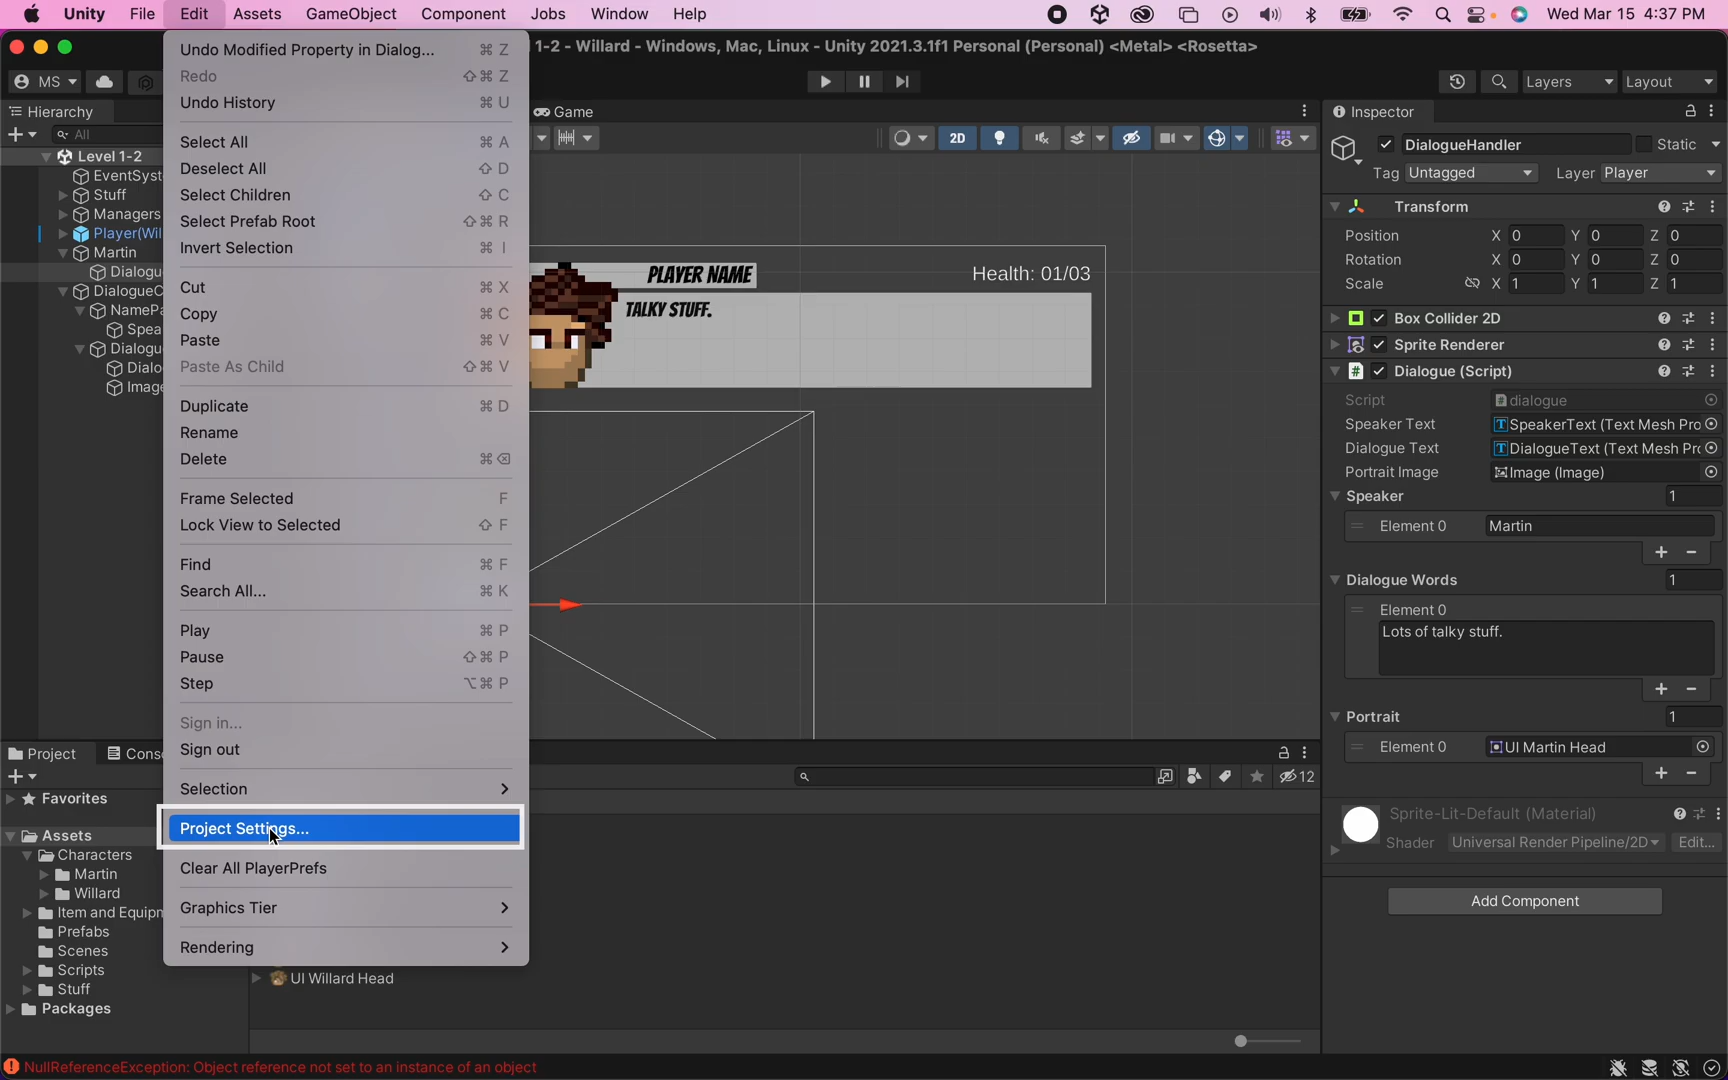 Unity File Edit Assets GameObject Component Jobs Window Help Wed Mar 15 4:37 PM
1-2 - Willard - Windows, Mac, Linux - Unity 2021.3.1f1 Personal (Personal) <Metal> <Rosetta>
MS
Layers Layout
Hierarchy
All
Level 1-2
EventSyst
Stuff
Managers
Player(Wil
Martin
Dialogu
DialogueC
NamePa
Spea
Dialogu
Dialo
Image
Undo Modified Property in Dialog... ⌘ Z
Redo ⇧⌘ Z
Undo History ⌘ U
Select All ⌘ A
Deselect All ⇧ D
Select Children ⇧ C
Select Prefab Root ⇧⌘ R
Invert Selection ⌘ I
Cut ⌘ X
Copy ⌘ C
Paste ⌘ V
Paste As Child ⇧⌘ V
Duplicate ⌘ D
Rename
Delete ⌘⌫
Frame Selected F
Lock View to Selected ⇧ F
Find ⌘ F
Search All... ⌘ K
Play ⌘ P
Pause ⇧⌘ P
Step ⌥⌘ P
Sign in...
Sign out
Selection
Project Settings...
Clear All PlayerPrefs
Graphics Tier
Rendering
Game
2D
PLAYER NAME
Health: 01/03
TALKY STUFF.
Inspector
DialogueHandler Static
Tag Untagged Layer Player
Transform
Position X 0 Y 0 Z 0
Rotation X 0 Y 0 Z 0
Scale X 1 Y 1 Z 1
Box Collider 2D
Sprite Renderer
# Dialogue (Script)
Script dialogue
Speaker Text SpeakerText (Text Mesh Pro
Dialogue Text DialogueText (Text Mesh Pro
Portrait Image Image (Image)
Speaker 1
Element 0 Martin
Dialogue Words 1
Element 0
Lots of talky stuff.
Portrait 1
Element 0 UI Martin Head
Sprite-Lit-Default (Material)
Shader Universal Render Pipeline/2D Edit...
Add Component
Project Cons
12
Favorites
Assets
Characters
Martin
Willard
Item and Equipm
Prefabs
Scenes
Scripts
Stuff
Packages
UI Willard Head
NullReferenceException: Object reference not set to an instance of an object